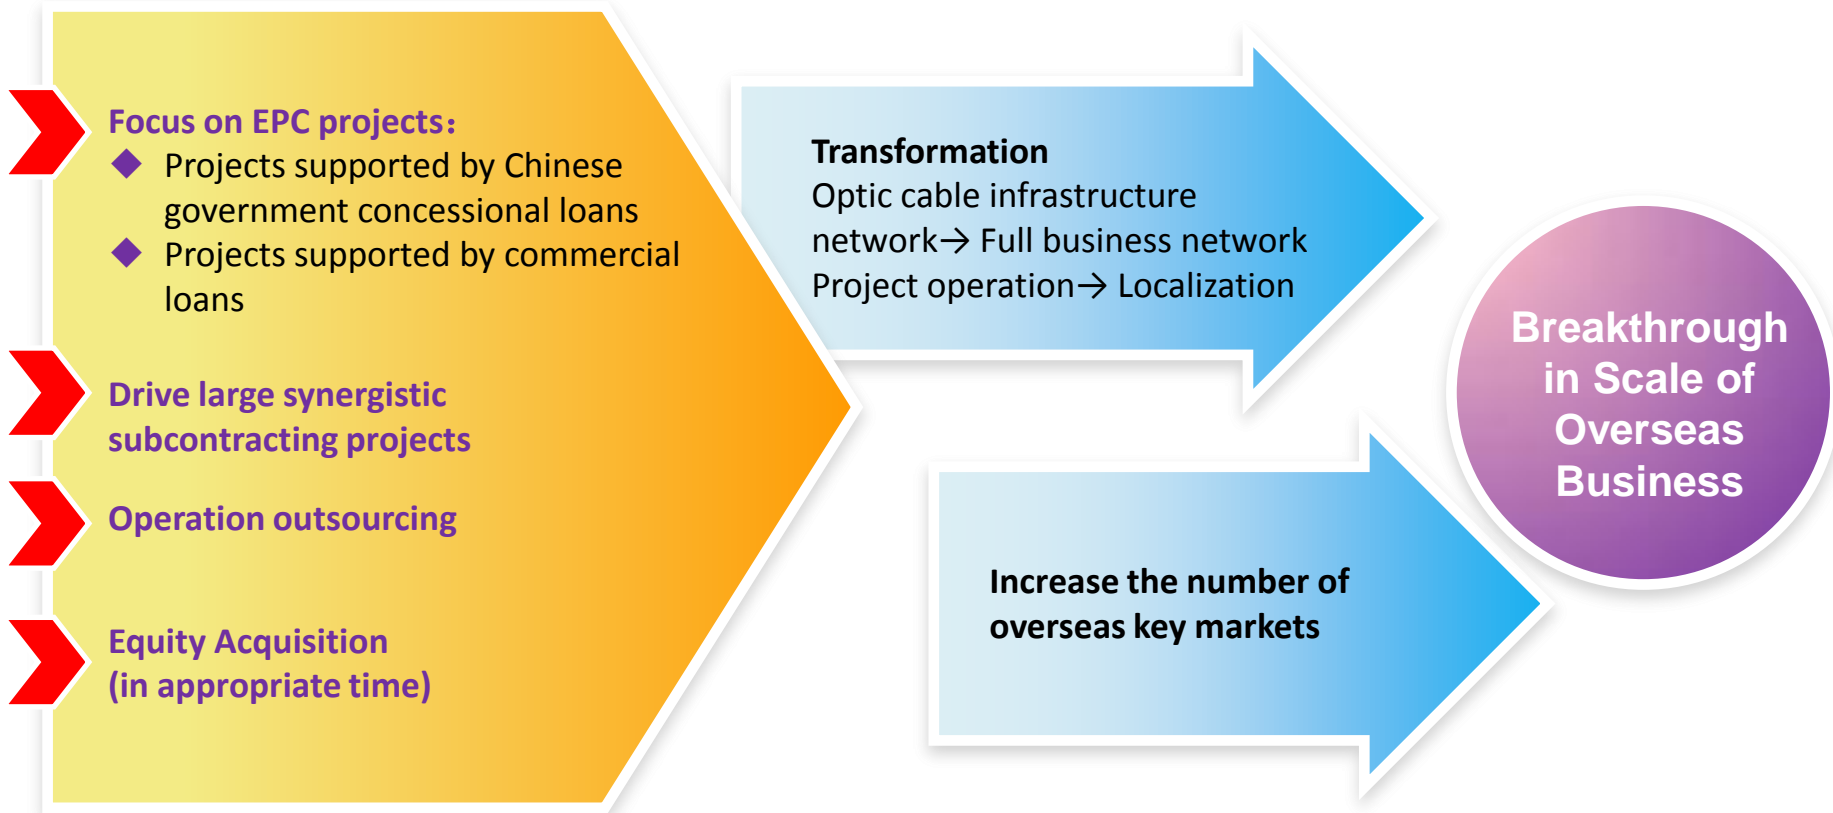 Focus on EPC projects：
Projects supported by Chinese
government concessional loans
Projects supported by commercial
loans
Drive large synergistic
subcontracting projects
Operation outsourcing
Equity Acquisition
(in appropriate time)
Transformation
Optic cable infrastructure
network→ Full business network
Project operation→ Localization
Increase the number of
overseas key markets
Breakthrough
in Scale of
Overseas
Business